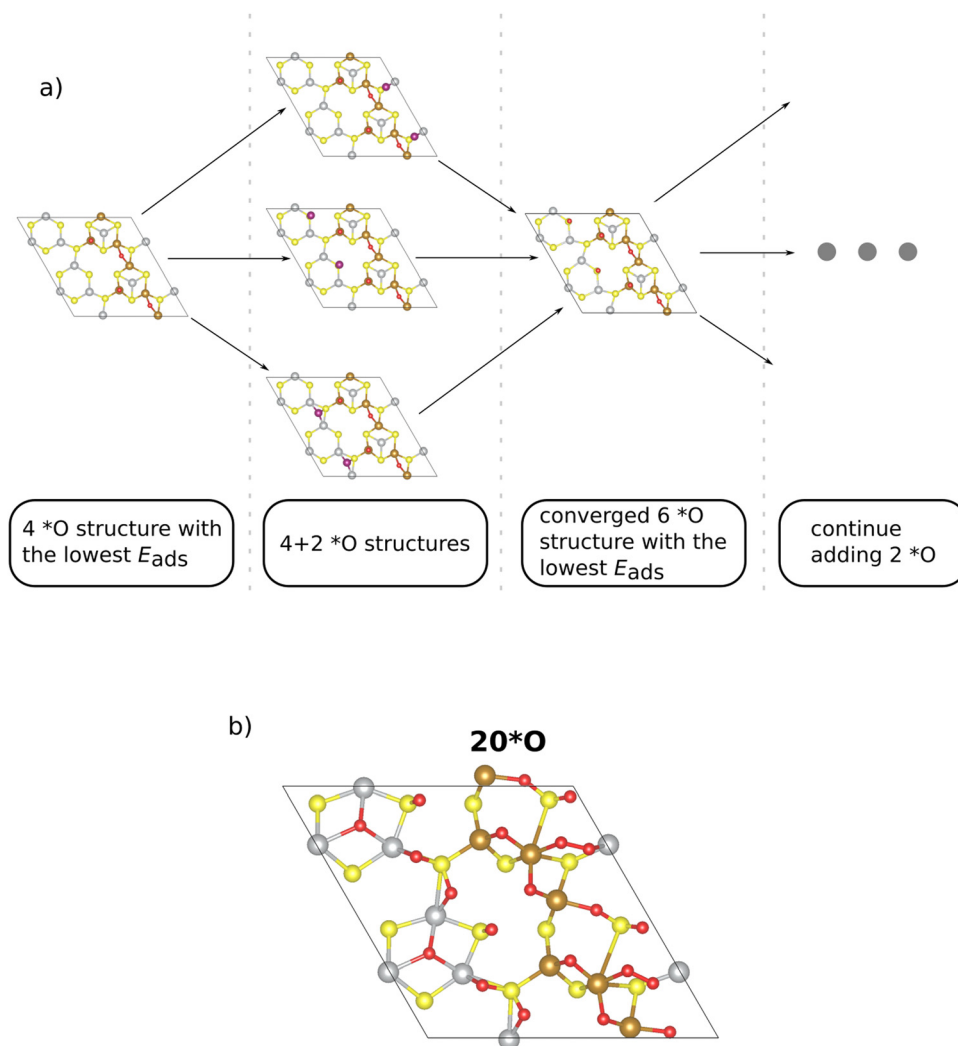 a)
4 *O structure with
the lowest Eads
4+2 *O structures
converged 6 *O
structure with the
lowest Eads
continue
adding 2 *O
b)
20*O